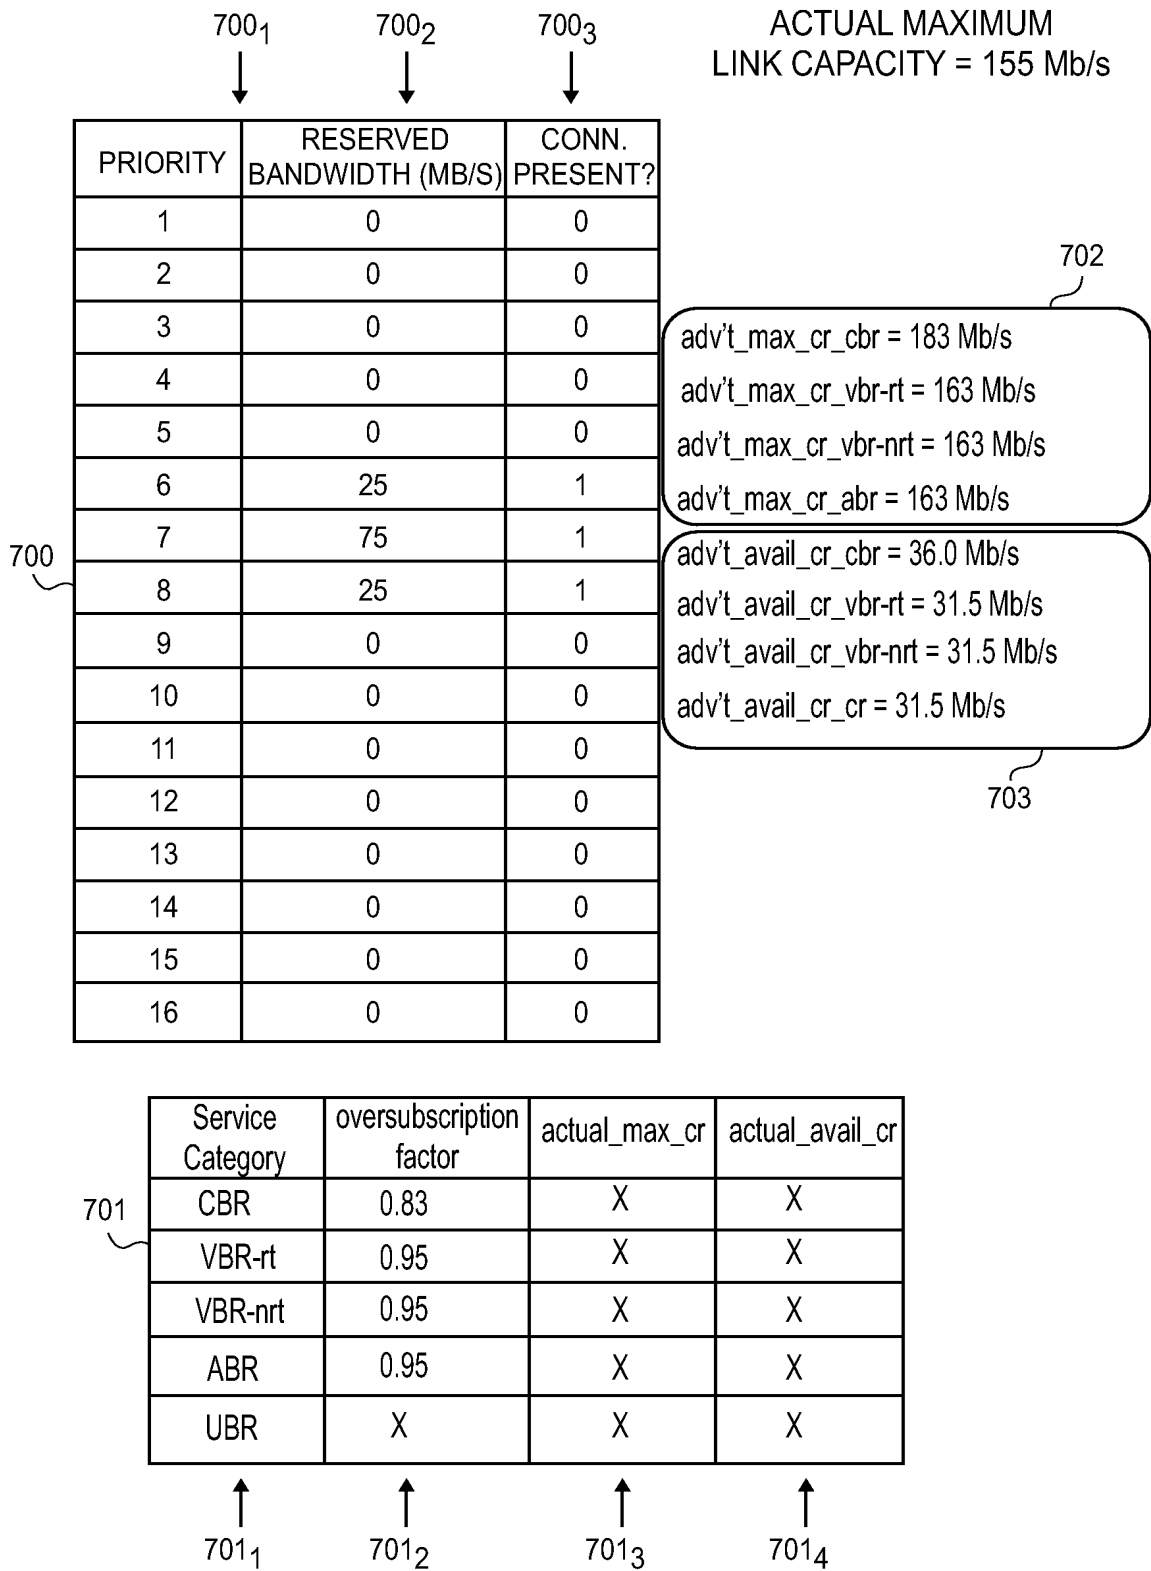 700₁ 700₂ 700₃
ACTUAL MAXIMUM
LINK CAPACITY = 155 Mb/s
PRIORITY RESERVED BANDWIDTH (MB/S) CONN. PRESENT?
1 0 0
2 0 0
3 0 0
4 0 0
5 0 0
6 25 1
7 75 1
8 25 1
9 0 0
10 0 0
11 0 0
12 0 0
13 0 0
14 0 0
15 0 0
16 0 0
700
702
adv't_max_cr_cbr = 183 Mb/s
adv't_max_cr_vbr-rt = 163 Mb/s
adv't_max_cr_vbr-nrt = 163 Mb/s
adv't_max_cr_abr = 163 Mb/s
adv't_avail_cr_cbr = 36.0 Mb/s
adv't_avail_cr_vbr-rt = 31.5 Mb/s
adv't_avail_cr_vbr-nrt = 31.5 Mb/s
adv't_avail_cr_cr = 31.5 Mb/s
703
Service Category oversubscription factor actual_max_cr actual_avail_cr
CBR 0.83 X X
VBR-rt 0.95 X X
VBR-nrt 0.95 X X
ABR 0.95 X X
UBR X X X
701
701₁ 701₂ 701₃ 701₄